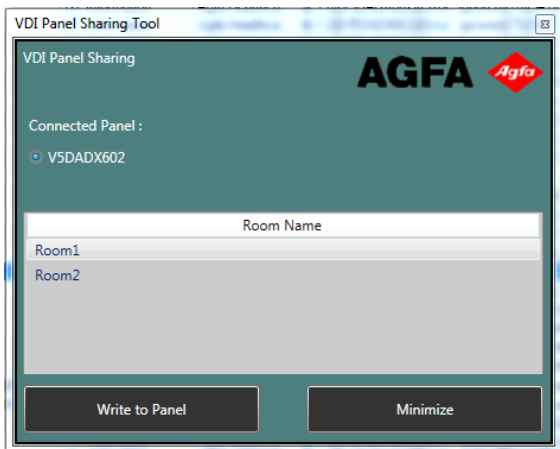 VDI Panel Sharing Tool
VDI Panel Sharing
AGFA Agfa
Connected Panel :
V5DADX602
Room Name
Room1
Room2
Write to Panel Minimize